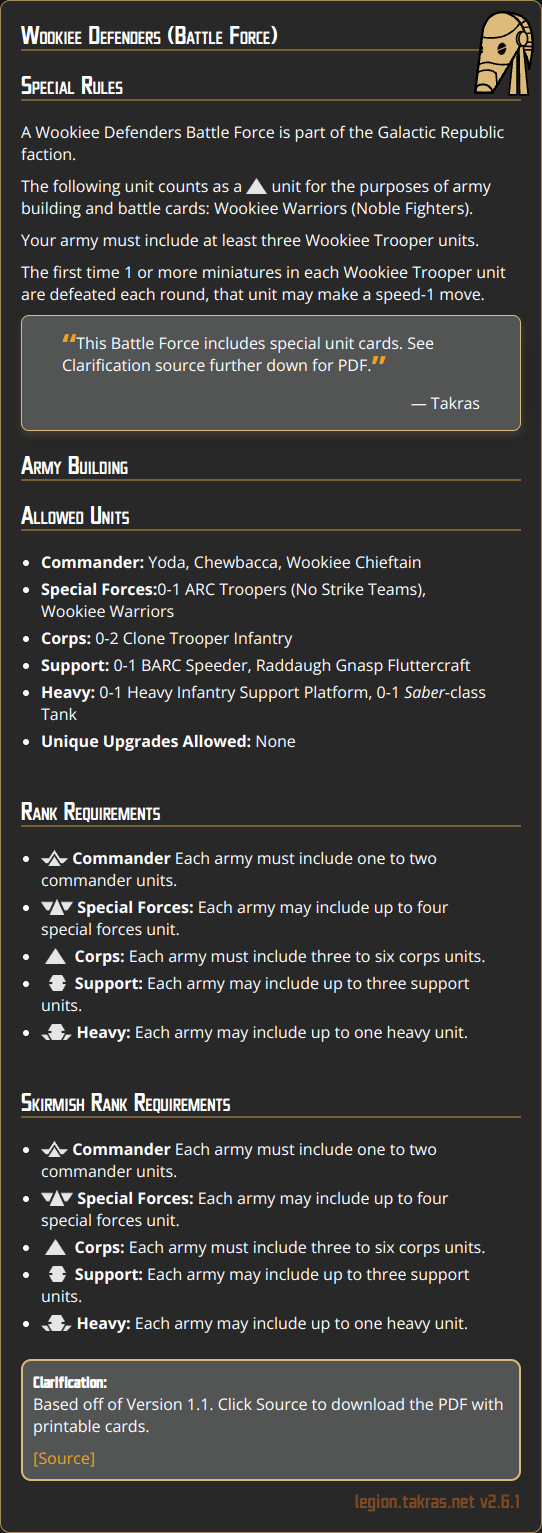 Wookiee Defenders (Battle Force)
Special Rules
A Wookiee Defenders Battle Force is part of the Galactic Republic
faction.
The following unit counts as a unit for the purposes of army
building and battle cards: Wookiee Warriors (Noble Fighters).
Your army must include at least three Wookiee Trooper units.
The first time 1 or more miniatures in each Wookiee Trooper unit
are defeated each round, that unit may make a speed-1 move.
“This Battle Force includes special unit cards. See
Clarification source further down for PDF.”
— Takras
Army Building
Allowed Units
• Commander: Yoda, Chewbacca, Wookiee Chieftain
• Special Forces:0-1 ARC Troopers (No Strike Teams),
Wookiee Warriors
• Corps: 0-2 Clone Trooper Infantry
• Support: 0-1 BARC Speeder, Raddaugh Gnasp Fluttercraft
• Heavy: 0-1 Heavy Infantry Support Platform, 0-1 Saber-class
Tank
• Unique Upgrades Allowed: None
Rank Requirements
• Commander Each army must include one to two
commander units.
• Special Forces: Each army may include up to four
special forces unit.
• Corps: Each army must include three to six corps units.
• Support: Each army may include up to three support
units.
• Heavy: Each army may include up to one heavy unit.
Skirmish Rank Requirements
• Commander Each army must include one to two
commander units.
• Special Forces: Each army may include up to four
special forces unit.
• Corps: Each army must include three to six corps units.
• Support: Each army may include up to three support
units.
• Heavy: Each army may include up to one heavy unit.
Clarification:
Based off of Version 1.1. Click Source to download the PDF with
printable cards.
[Source]
legion.takras.net v2.6.1